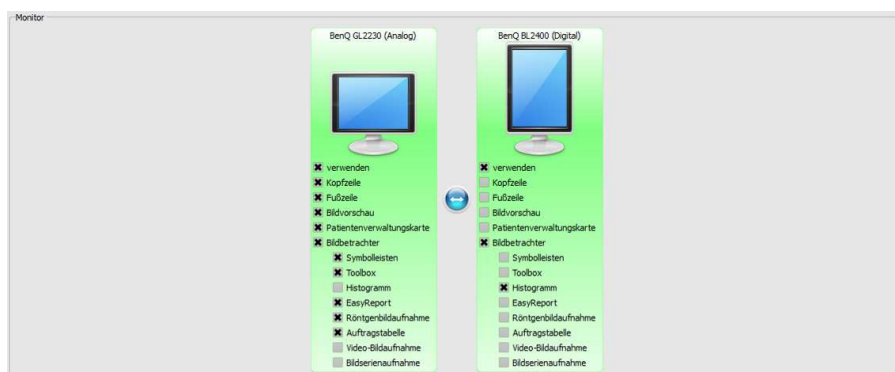 Monitor
BenQ GL2230 (Analog)
verwenden
Kopfzeile
Fußzeile
Bildvorschau
Patientenverwaltungskarte
Bildbetrachter
Symbolleisten
Toolbox
Histogramm
EasyReport
Röntgenbildaufnahme
Auftragstabelle
Video-Bildaufnahme
Bildserienaufnahme
BenQ BL2400 (Digital)
verwenden
Kopfzeile
Fußzeile
Bildvorschau
Patientenverwaltungskarte
Bildbetrachter
Symbolleisten
Toolbox
Histogramm
EasyReport
Röntgenbildaufnahme
Auftragstabelle
Video-Bildaufnahme
Bildserienaufnahme